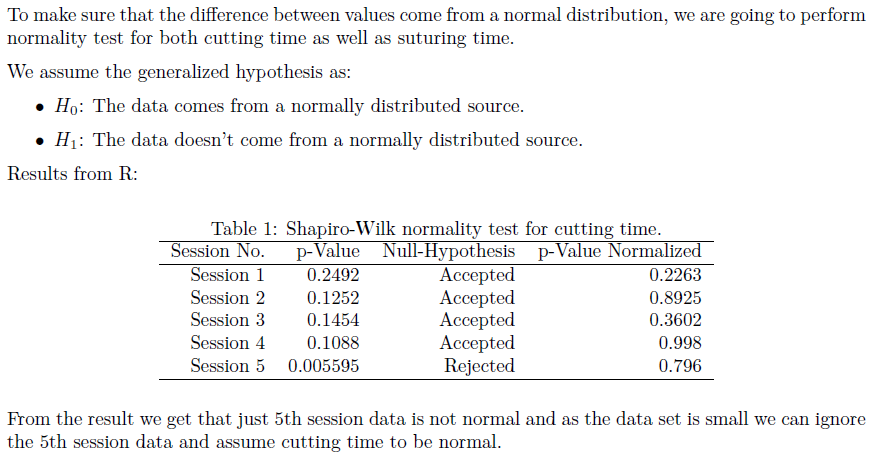 To make sure that the difference between values come from a normal distribution, we are going to perform
normality test for both cutting time as well as suturing time.
We assume the generalized hypothesis as:
• H₀: The data comes from a normally distributed source.
• H₁: The data doesn't come from a normally distributed source.
Results from R:
Table 1: Shapiro-Wilk normality test for cutting time.
Session No. p-Value Null-Hypothesis p-Value Normalized
Session 1 0.2492 Accepted 0.2263
Session 2 0.1252 Accepted 0.8925
Session 3 0.1454 Accepted 0.3602
Session 4 0.1088 Accepted 0.998
Session 5 0.005595 Rejected 0.796
From the result we get that just 5th session data is not normal and as the data set is small we can ignore
the 5th session data and assume cutting time to be normal.